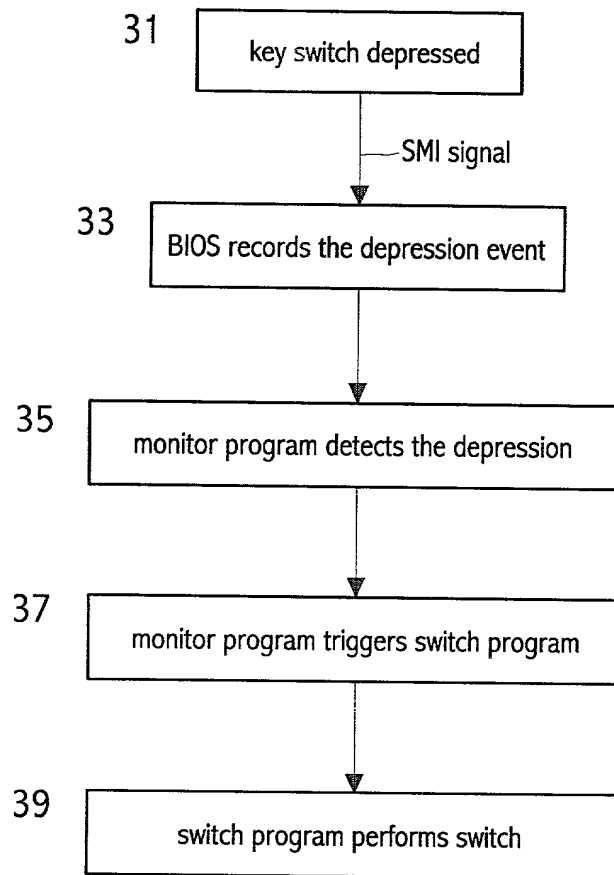 31
key switch depressed
SMI signal
33
BIOS records the depression event
35
monitor program detects the depression
37
monitor program triggers switch program
39
switch program performs switch